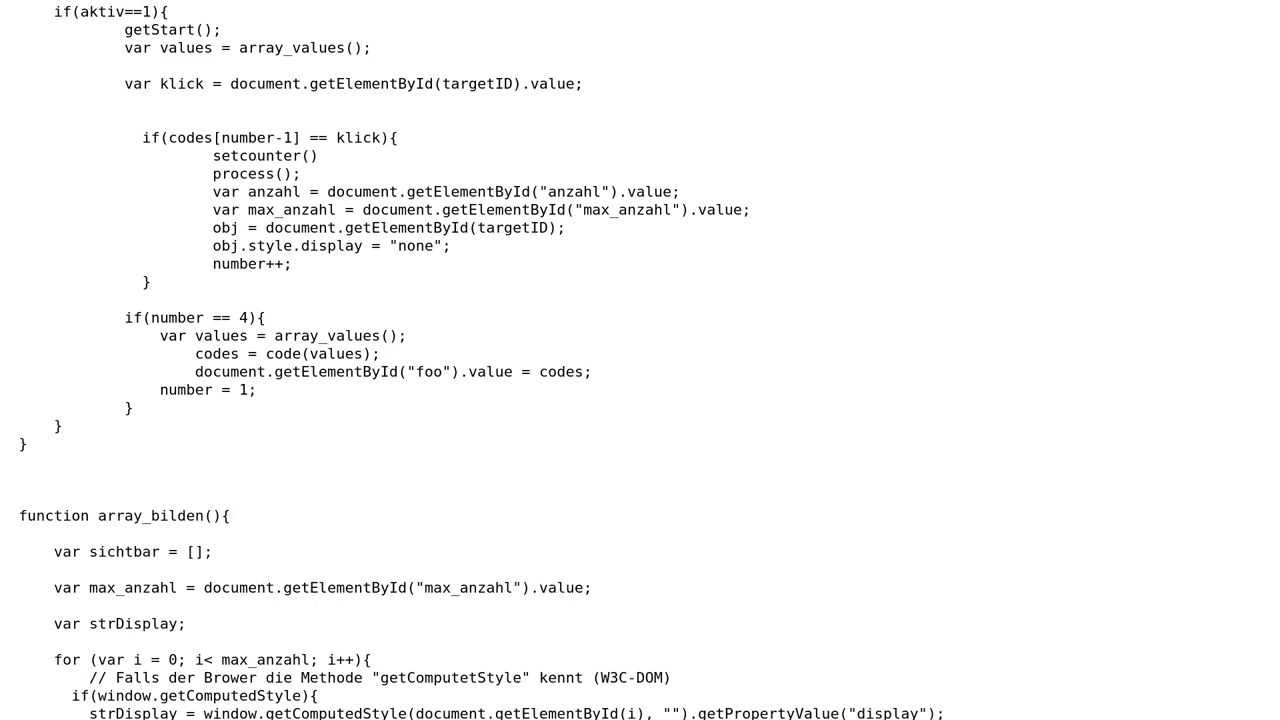 if(aktiv==1){
getStart();
var values = array_values();
var klick = document.getElementById(targetID).value;
if(codes[number-1] == klick){
setcounter()
process();
var anzahl = document.getElementById("anzahl").value;
var max_anzahl = document.getElementById("max_anzahl").value;
obj = document.getElementById(targetID);
obj.style.display = "none";
number++;
}
if(number == 4){
var values = array_values();
codes = code(values);
document.getElementById("foo").value = codes;
number = 1;
}
}
}
function array_bilden(){
var sichtbar = [];
var max_anzahl = document.getElementById("max_anzahl").value;
var strDisplay;
for (var i = 0; i< max_anzahl; i++){
// Falls der Brower die Methode "getComputetStyle" kennt (W3C-DOM)
if(window.getComputedStyle){
strDisplay = window.getComputedStyle(document.getElementById(i), "").getPropertyValue("display");